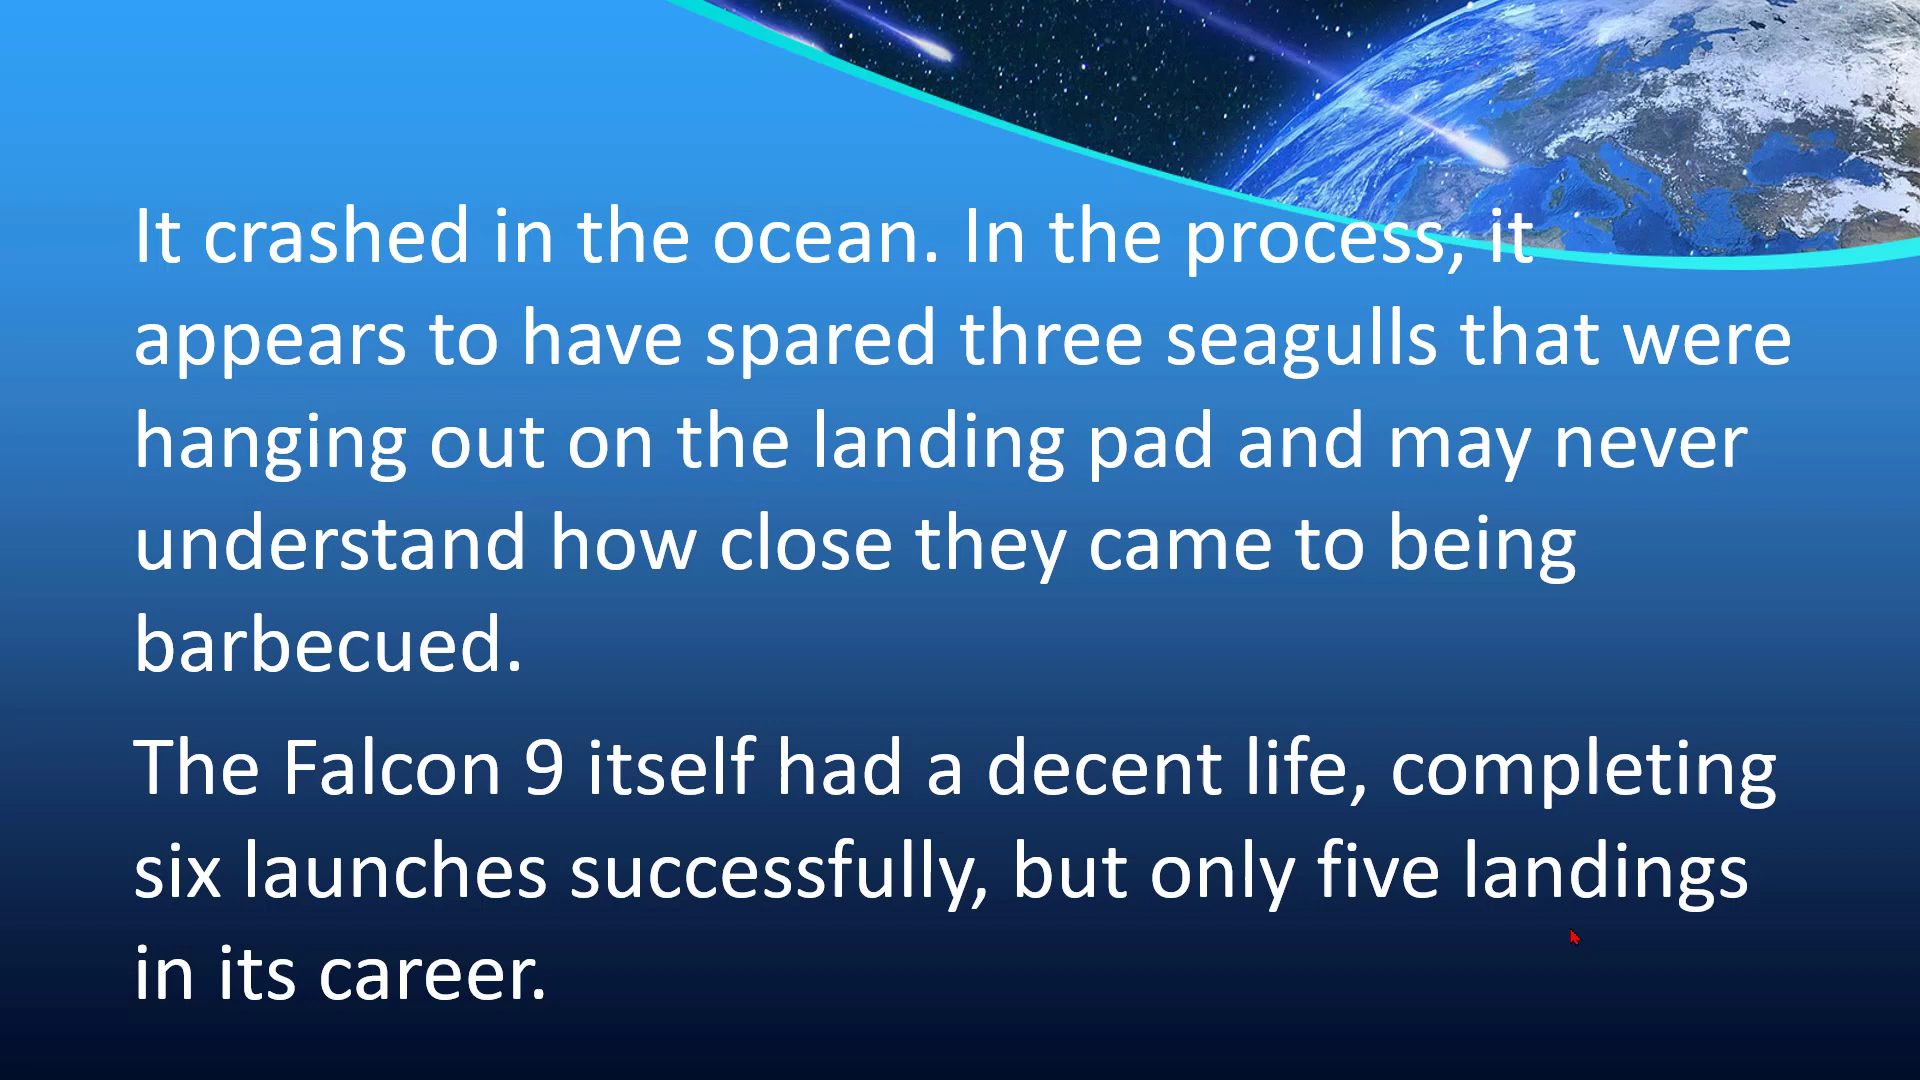 It crashed in the ocean. In the process, it
appears to have spared three seagulls that were
hanging out on the landing pad and may never
understand how close they came to being
barbecued.
The Falcon 9 itself had a decent life, completing
six launches successfully, but only five landings
in its career.